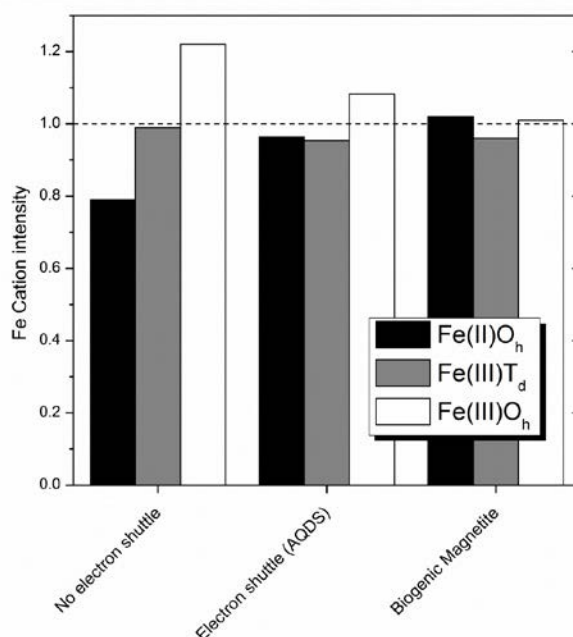 1.2
1.0
0.8
0.6
0.4
0.2
0.0
Fe Cation intensity
Fe(II)Oₕ
Fe(III)T_d
Fe(III)Oₕ
No electron shuttle
Electron shuttle (AQDS)
Biogenic Magnetite